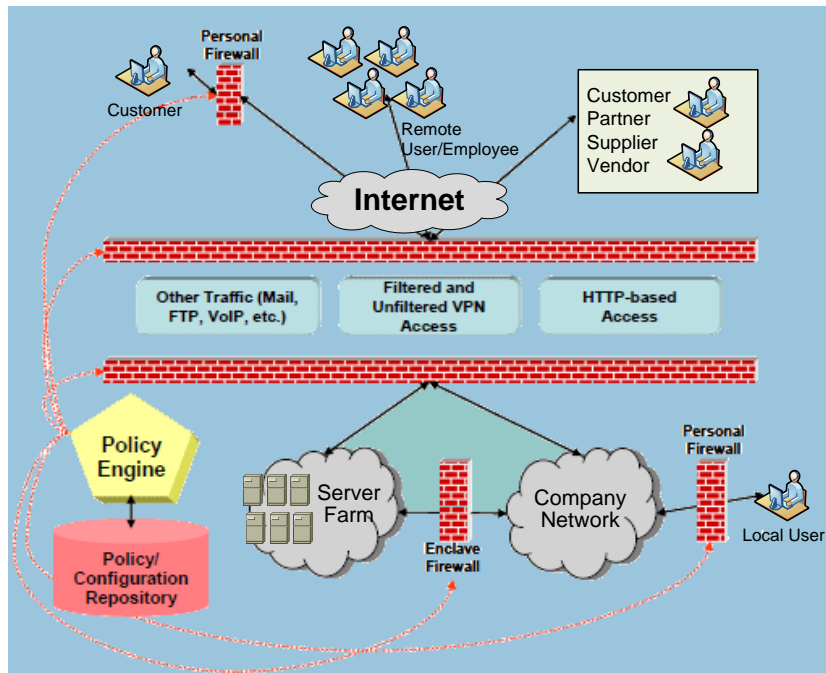 Personal
Firewall
Customer
Remote
User/Employee
Customer
Partner
Supplier
Vendor
Internet
Other Traffic (Mail,
FTP, VoIP, etc.)
Filtered and
Unfiltered VPN
Access
HTTP-based
Access
Policy
Engine
Policy/
Configuration
Repository
Server
Farm
Enclave
Firewall
Company
Network
Personal
Firewall
Local User